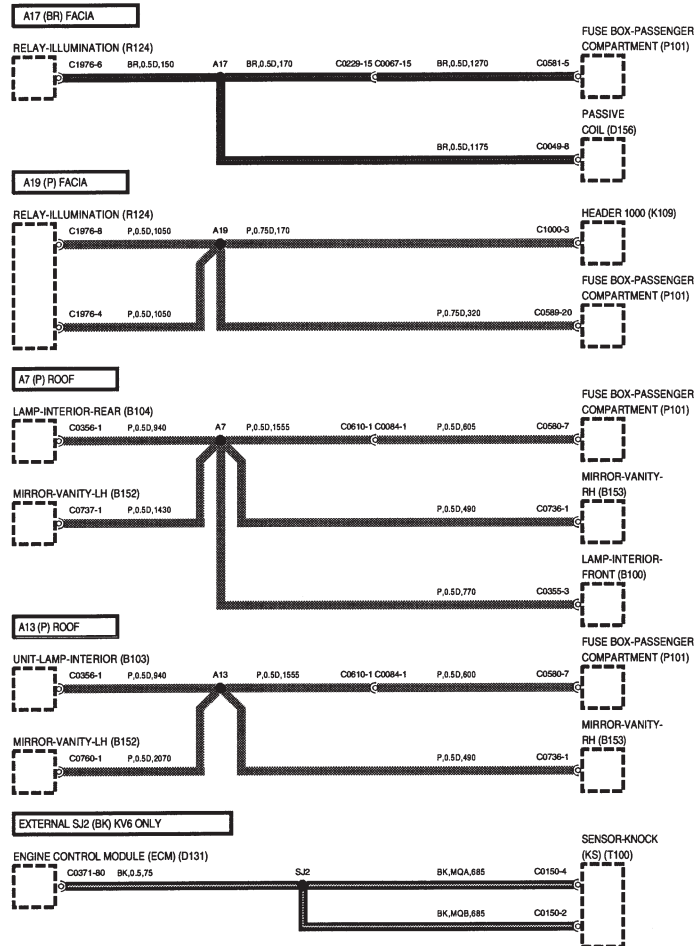 A17 (BR) FACIA
FUSE BOX-PASSENGER
RELAY-ILLUMINATION (R124)
COMPARTMENT (P101)
C1976-6 BR,0.5D,150 A17 BR,0.5D,170 C0229-15 C0067-15 BR,0.5D,1270 C0581-5
PASSIVE
COIL (D156)
BR,0.5D,1175 C0049-8
A19 (P) FACIA
RELAY-ILLUMINATION (R124)
HEADER 1000 (K109)
C1976-8 P,0.5D,1050 A19 P,0.75D,170 C1000-3
FUSE BOX-PASSENGER
COMPARTMENT (P101)
C1976-4 P,0.5D,1050 P,0.75D,320 C0589-20
A7 (P) ROOF
FUSE BOX-PASSENGER
LAMP-INTERIOR-REAR (B104)
COMPARTMENT (P101)
C0356-1 P,0.5D,940 A7 P,0.5D,1555 C0610-1 C0084-1 P,0.5D,605 C0580-7
MIRROR-VANITY-
MIRROR-VANITY-LH (B152)
RH (B153)
C0737-1 P,0.5D,1430 P,0.5D,490 C0736-1
LAMP-INTERIOR-
FRONT (B100)
P,0.5D,770 C0355-3
A13 (P) ROOF
FUSE BOX-PASSENGER
UNIT-LAMP-INTERIOR (B103)
COMPARTMENT (P101)
C0356-1 P,0.5D,940 A13 P,0.5D,1555 C0610-1 C0084-1 P,0.5D,600 C0580-7
MIRROR-VANITY-
MIRROR-VANITY-LH (B152)
RH (B153)
C0760-1 P,0.5D,2070 P,0.5D,490 C0736-1
EXTERNAL SJ2 (BK) KV6 ONLY
SENSOR-KNOCK
ENGINE CONTROL MODULE (ECM) (D131)
(KS) (T100)
C0371-80 BK,0.5,75 SJ2 BK,MQA,685 C0150-4
BK,MQB,685 C0150-2